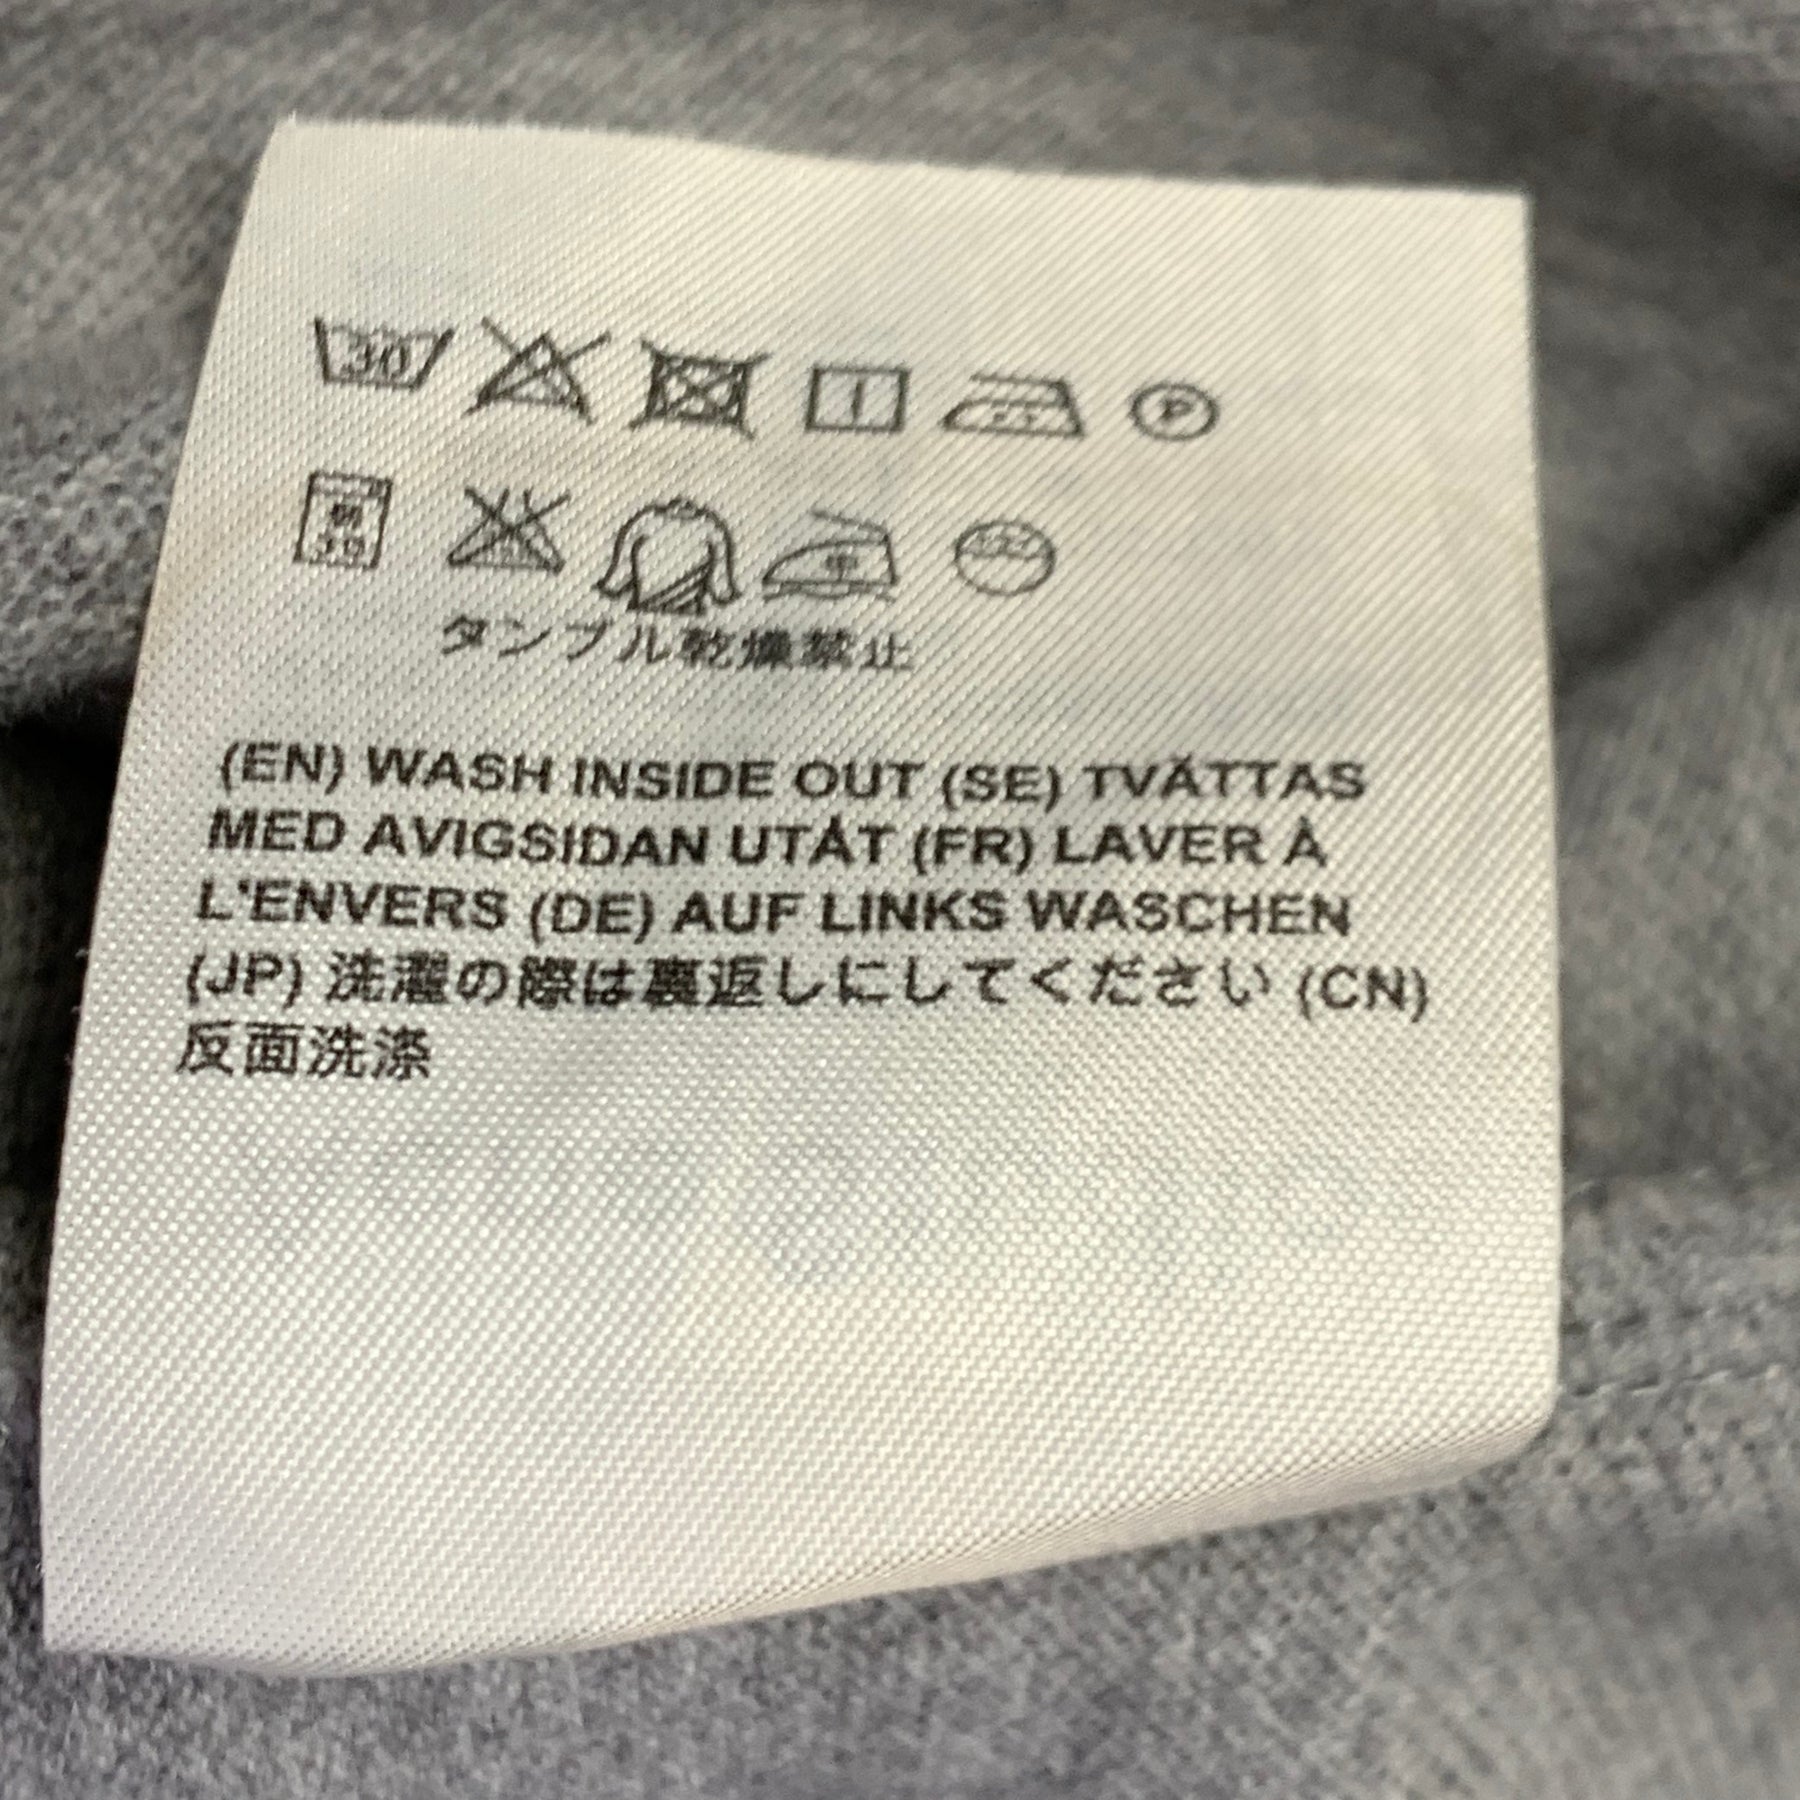 30
P
30
中
タンブル乾燥禁止
(EN) WASH INSIDE OUT (SE) TVÄTTAS
MED AVIGSIDAN UTÅT (FR) LAVER À
L'ENVERS (DE) AUF LINKS WASCHEN
(JP) 洗濯の際は裏返しにしてください (CN)
反面洗涤